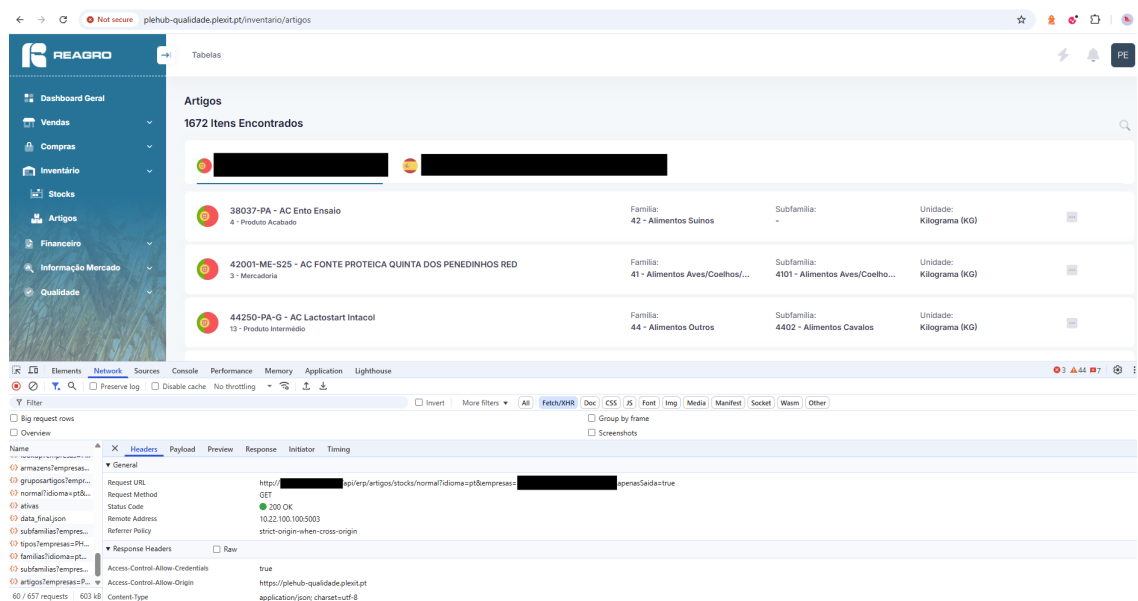 Not secure plehub-qualidade.plexit.pt/inventario/artigos
REAGRO
Tabelas
PE
Dashboard Geral
Vendas
Compras
Inventário
Stocks
Artigos
Financeiro
Informação Mercado
Qualidade
Artigos
1672 Itens Encontrados
38037-PA - AC Ento Ensaio
4 - Produto Acabado
Família:
42 - Alimentos Suinos
Subfamília:
-
Unidade:
Kilograma (KG)
42001-ME-S25 - AC FONTE PROTEICA QUINTA DOS PENEDINHOS RED
3 - Mercadoria
Família:
41 - Alimentos Aves/Coelhos/...
Subfamília:
4101 - Alimentos Aves/Coelho...
Unidade:
Kilograma (KG)
44250-PA-G - AC Lactostart Intacol
13 - Produto Intermédio
Família:
44 - Alimentos Outros
Subfamília:
4402 - Alimentos Cavalos
Unidade:
Kilograma (KG)
Elements Network Sources Console Performance Memory Application Lighthouse 3 44 7
Preserve log Disable cache No throttling
Filter Invert More filters All Fetch/XHR Doc CSS JS Font Img Media Manifest Socket Wasm Other
Big request rows Group by frame
Overview Screenshots
Name
armazens?empresas...
gruposartigos?empr...
normal?idioma=pt&...
ativas
data_final.json
subfamilias?empres...
tipos?empresas=PH...
familias?idioma=pt...
subfamilias?empres...
artigos?empresas=P...
60 / 657 requests 603 kB
Headers Payload Preview Response Initiator Timing
General
Request URL http:// api/erp/artigos/stocks/normal?idioma=pt&empresas= apenasSaida=true
Request Method GET
Status Code 200 OK
Remote Address 10.22.100.100:5003
Referrer Policy strict-origin-when-cross-origin
Response Headers Raw
Access-Control-Allow-Credentials true
Access-Control-Allow-Origin https://plehub-qualidade.plexit.pt
Content-Type application/json; charset=utf-8